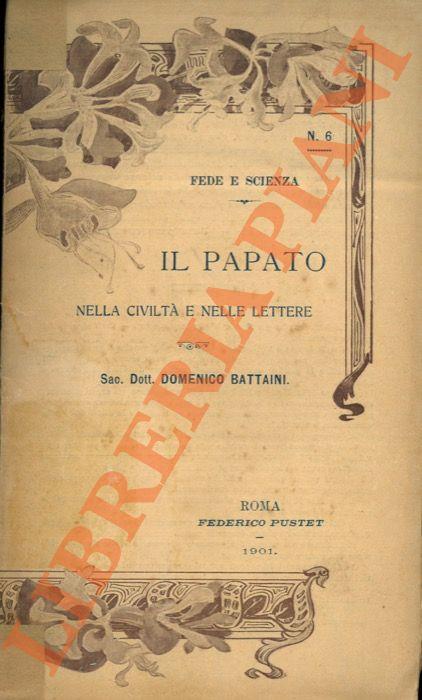 N. 6
FEDE E SCIENZA
IL PAPATO
NELLA CIVILTÀ E NELLE LETTERE
Sac. Dott. DOMENICO BATTAINI.
ROMA
FEDERICO PUSTET
1901.
LIBRERIA PIANI